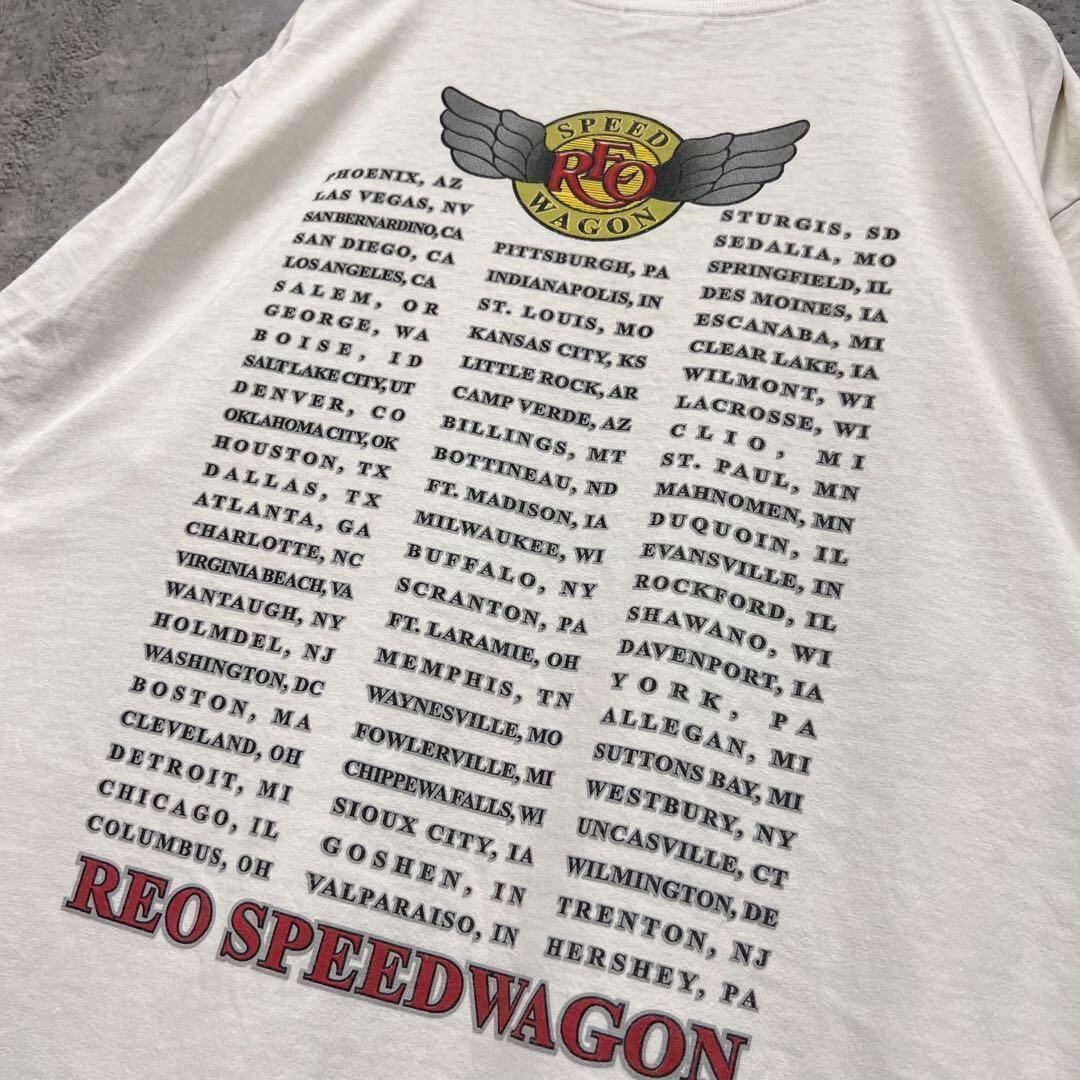 SPEED
REO
WAGON
PHOENIX, AZ
LAS VEGAS, NV
SAN BERNARDINO, CA
SAN DIEGO, CA
LOS ANGELES, CA
SALEM, OR
GEORGE, WA
BOISE, ID
SALT LAKE CITY, UT
DENVER, CO
OKLAHOMA CITY, OK
HOUSTON, TX
DALLAS, TX
ATLANTA, GA
CHARLOTTE, NC
VIRGINIA BEACH, VA
WANTAUGH, NY
HOLMDEL, NJ
WASHINGTON, DC
BOSTON, MA
CLEVELAND, OH
DETROIT, MI
CHICAGO, IL
COLUMBUS, OH
PITTSBURGH, PA
INDIANAPOLIS, IN
ST. LOUIS, MO
KANSAS CITY, KS
LITTLE ROCK, AR
CAMP VERDE, AZ
BILLINGS, MT
BOTTINEAU, ND
FT. MADISON, IA
MILWAUKEE, WI
BUFFALO, NY
SCRANTON, PA
FT. LARAMIE, OH
MEMPHIS, TN
WAYNESVILLE, MO
FOWLERVILLE, MI
CHIPPEWA FALLS, WI
SIOUX CITY, IA
GOSHEN, IN
VALPARAISO, IN
STURGIS, SD
SEDALIA, MO
SPRINGFIELD, IL
DES MOINES, IA
ESCANABA, MI
CLEAR LAKE, IA
WILMONT, WI
LACROSSE, WI
CLIO, MI
ST. PAUL, MN
MAHNOMEN, MN
DUQUOIN, IL
EVANSVILLE, IN
ROCKFORD, IL
SHAWANO, WI
DAVENPORT, IA
YORK, PA
ALLEGAN, MI
SUTTONS BAY, MI
WESTBURY, NY
UNCASVILLE, CT
WILMINGTON, DE
TRENTON, NJ
HERSHEY, PA
REO SPEEDWAGON